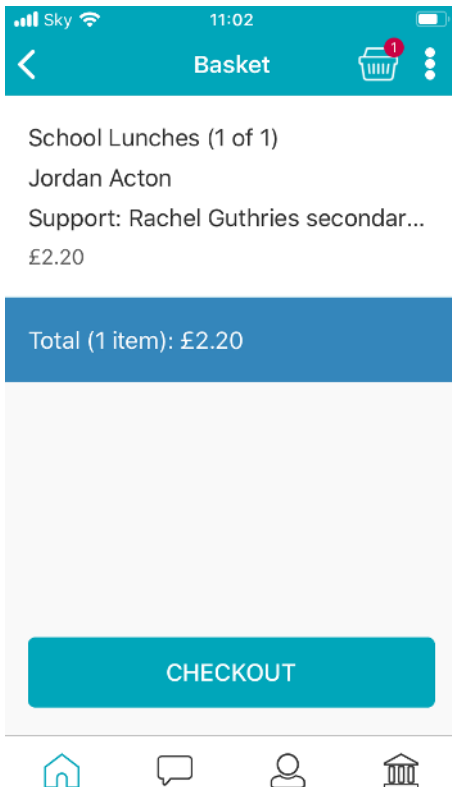 Sky 11:02
Basket
1
School Lunches (1 of 1)
Jordan Acton
Support: Rachel Guthries secondar...
£2.20
Total (1 item): £2.20
CHECKOUT